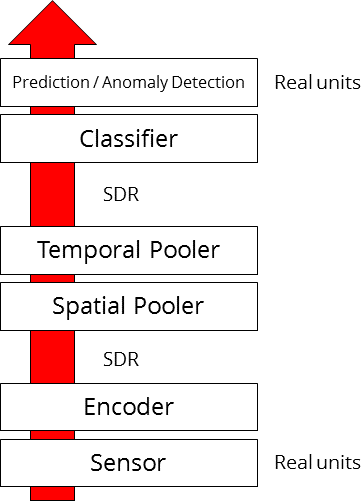 Prediction / Anomaly Detection
Real units
Classifier
SDR
Temporal Pooler
Spatial Pooler
SDR
Encoder
Sensor
Real units